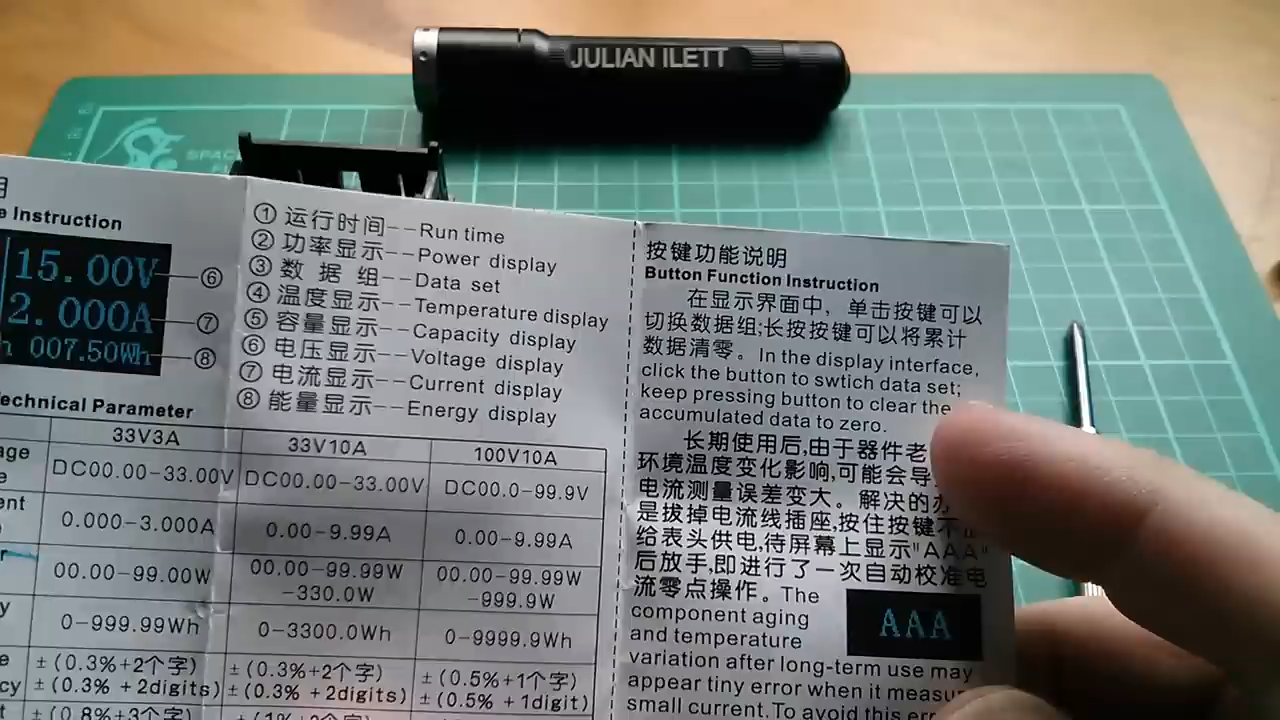 JULIAN ILETT
SPAC
明
e Instruction
15.00V
⑥
2.000A
⑦
h 007.50Wh
⑧
① 运行时间--Run time
② 功率显示--Power display
③ 数 据 组--Data set
④ 温度显示--Temperature display
⑤ 容量显示--Capacity display
⑥ 电压显示--Voltage display
⑦ 电流显示--Current display
⑧ 能量显示--Energy display
echnical Parameter
33V3A 33V10A 100V10A
DC00.00-33.00V DC00.00-33.00V DC00.0-99.9V
0.000-3.000A 0.00-9.99A 0.00-9.99A
00.00-99.00W 00.00-99.99W 00.00-99.99W
-330.0W -999.9W
0-999.99Wh 0-3300.0Wh 0-9999.9Wh
±(0.3%+2个字) ±(0.3%+2个字) ±(0.5%+1个字)
±(0.3% +2digits) ±(0.3% +2digits) ±(0.5% +1digit)
±(0.8%+3个字)
按键功能说明
Button Function Instruction
在显示界面中，单击按键可以
切换数据组;长按按键可以将累计
数据清零。In the display interface,
click the button to swtich data set;
keep pressing button to clear the
accumulated data to zero.
长期使用后,由于器件老
环境温度变化影响,可能会导
电流测量误差变大。解决的办
是拔掉电流线插座,按住按键不
给表头供电,待屏幕上显示"AAA"
后放手,即进行了一次自动校准电
流零点操作。The
component aging
and temperature
AAA
variation after long-term use may
appear tiny error when it measu
small current.To avoid this err